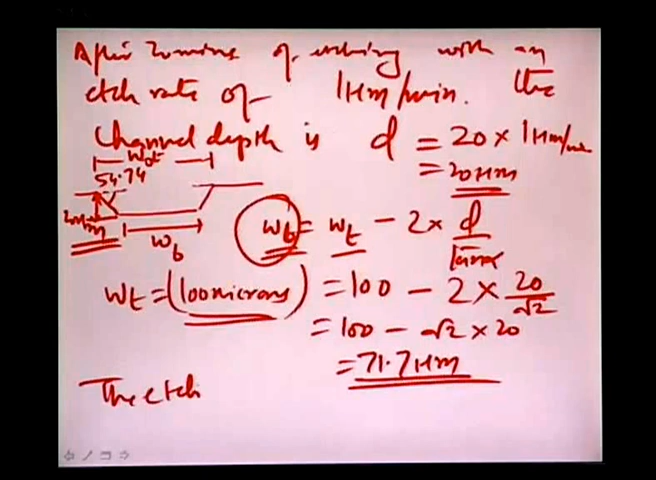 After 20 mins of etching with an
etch rate of 1μm/min. The
Channel depth is d = 20 × 1μm/min
= 20μm
Wt
54.74
20μm
Wb
Wb = Wt - 2 ×
d
Wt = (100 microns) = 100 - 2 × 20/√2
= 100 - √2 × 20
= 71.7μm
The etch